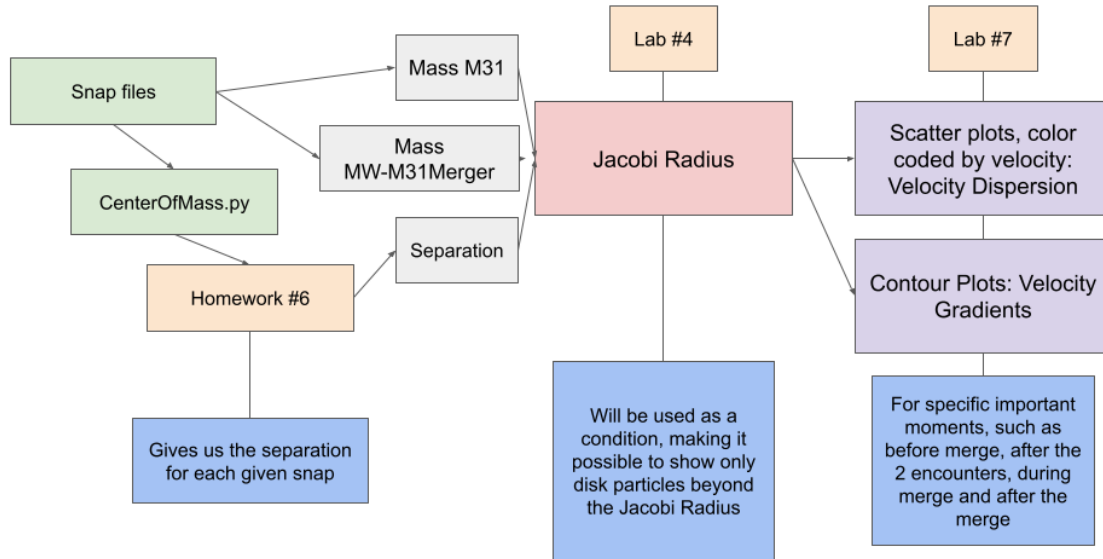 Snap files
CenterOfMass.py
Homework #6
Gives us the separation
for each given snap
Mass M31
Mass
MW-M31Merger
Separation
Lab #4
Jacobi Radius
Will be used as a
condition, making it
possible to show only
disk particles beyond
the Jacobi Radius
Lab #7
Scatter plots, color
coded by velocity:
Velocity Dispersion
Contour Plots: Velocity
Gradients
For specific important
moments, such as
before merge, after the
2 encounters, during
merge and after the
merge